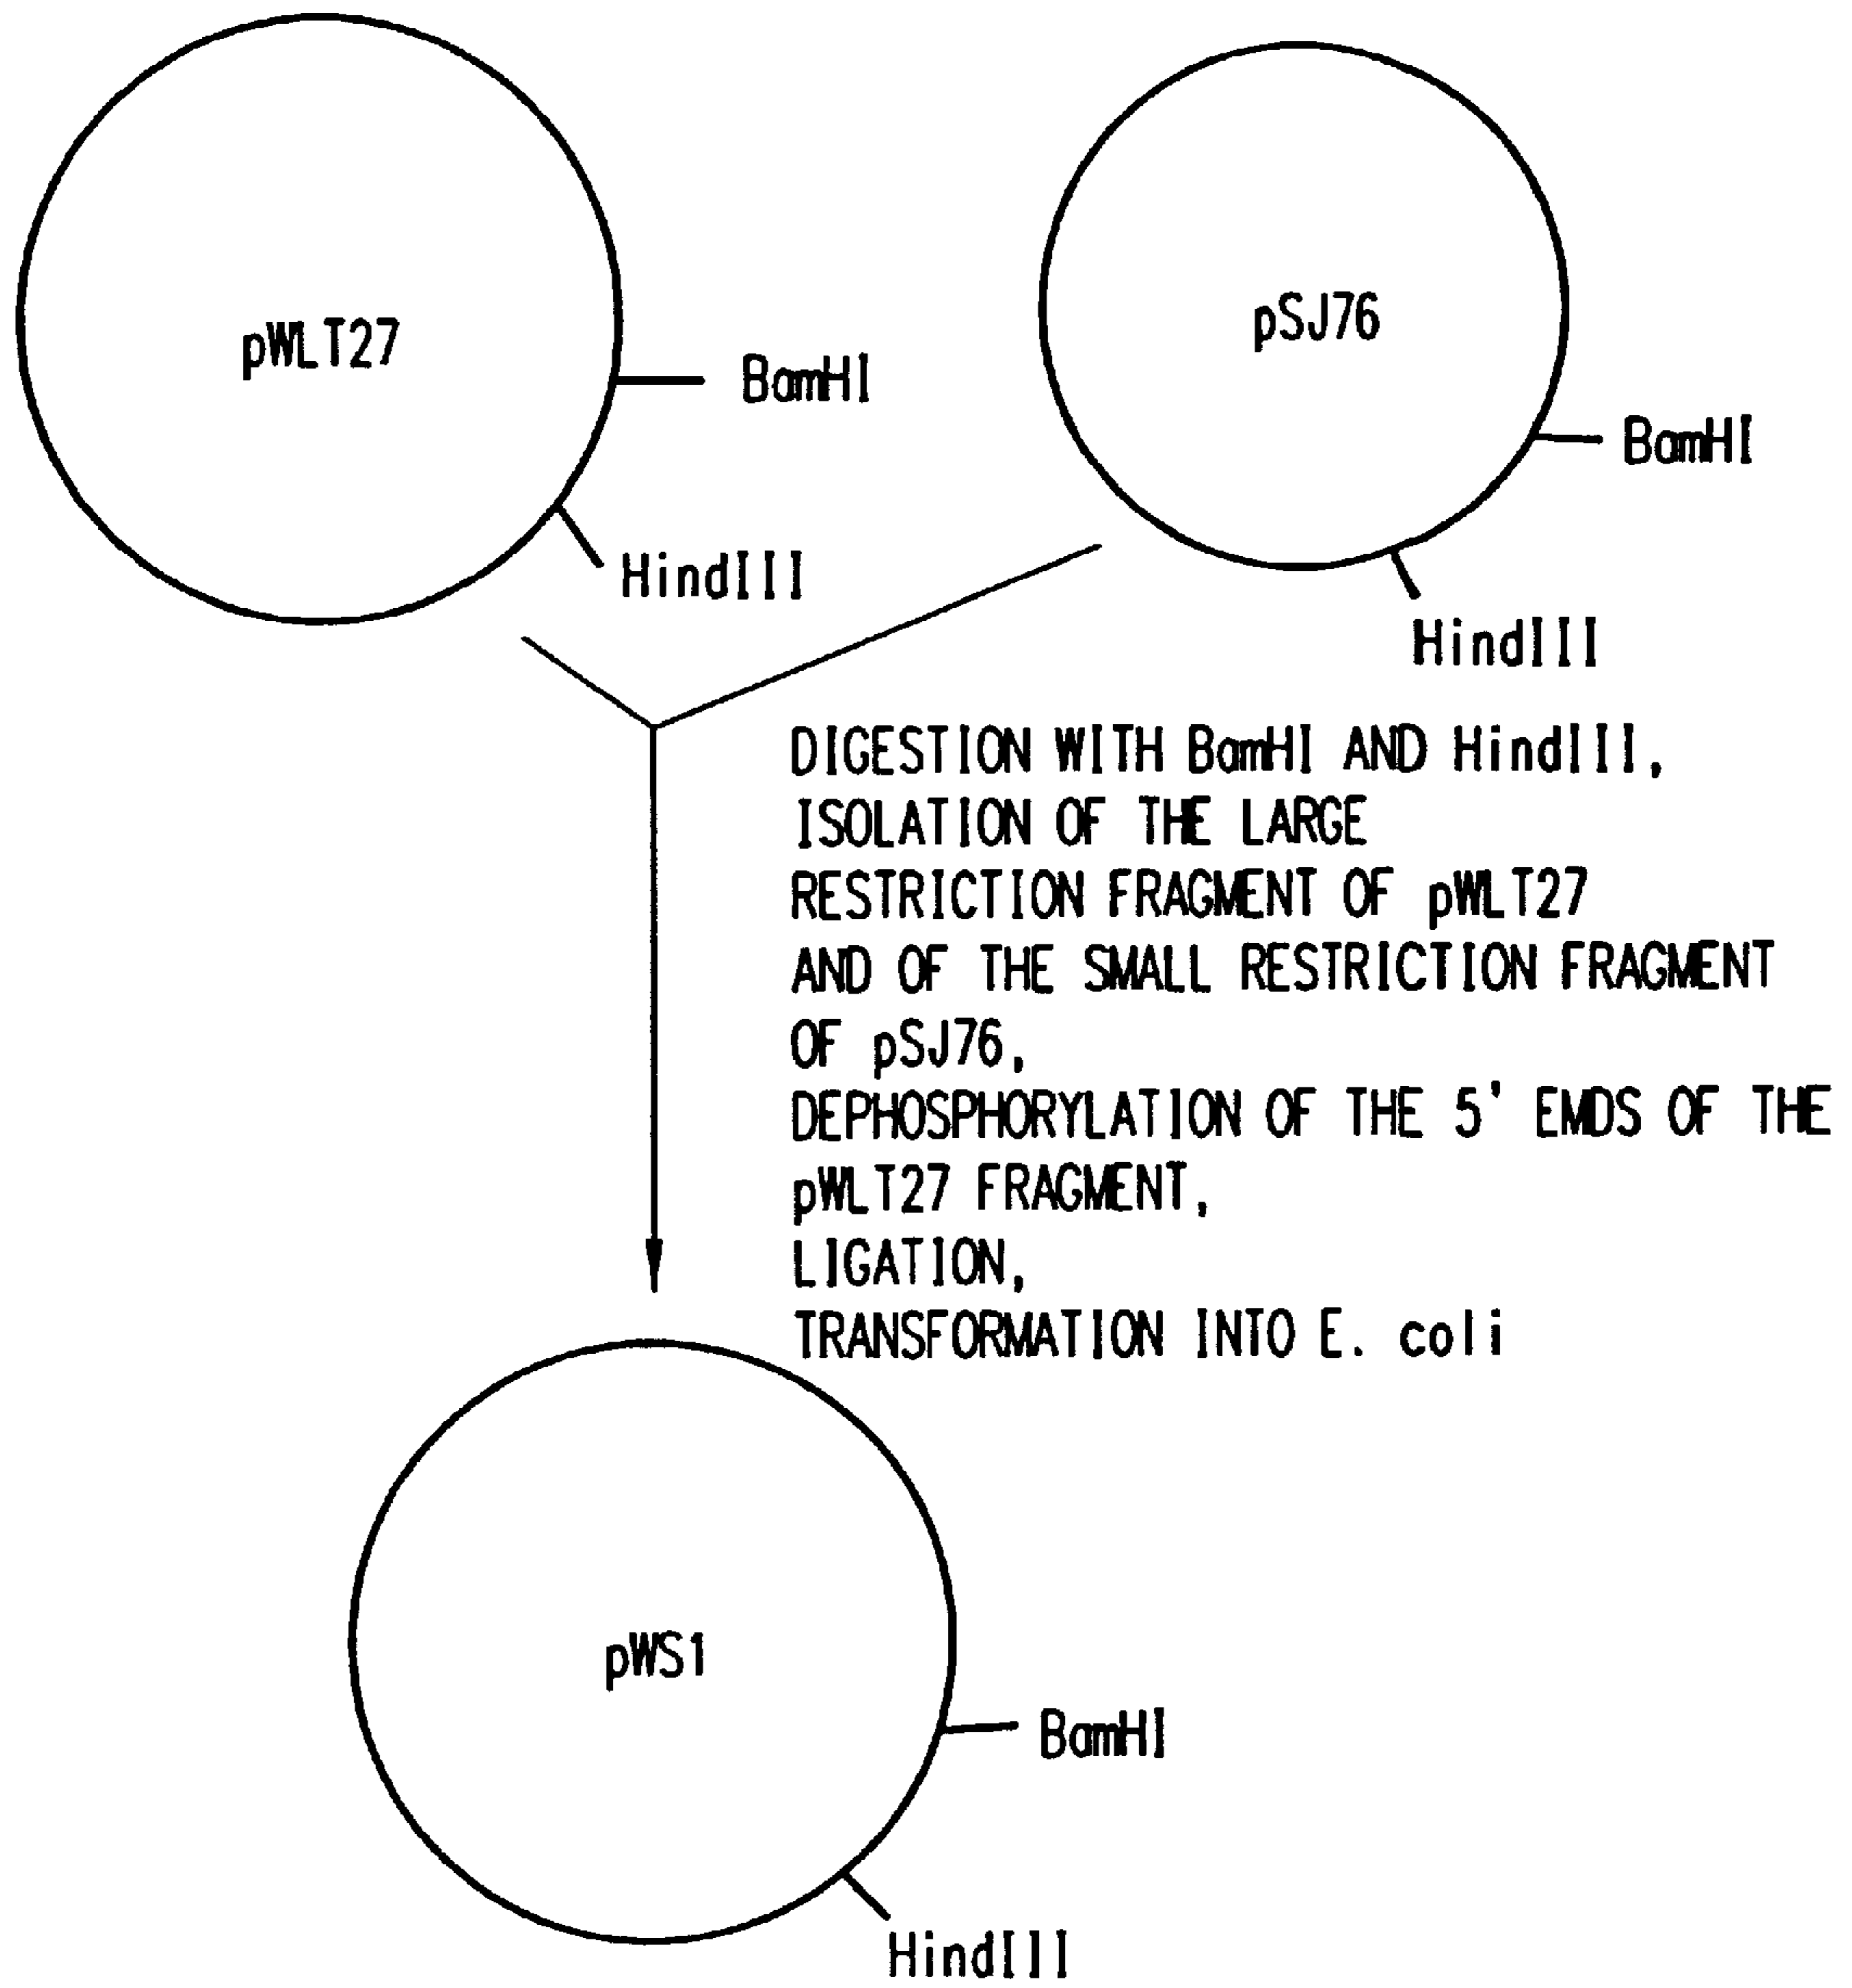 pWLT27
BamHI
HindIII
pSJ76
BamHI
HindIII
DIGESTION WITH BamHI AND HindIII,
ISOLATION OF THE LARGE
RESTRICTION FRAGMENT OF pWLT27
AND OF THE SMALL RESTRICTION FRAGMENT
OF pSJ76,
DEPHOSPHORYLATION OF THE 5' EMDS OF THE
pWLT27 FRAGMENT,
LIGATION,
TRANSFORMATION INTO E. coli
pWS1
BamHI
HindIII